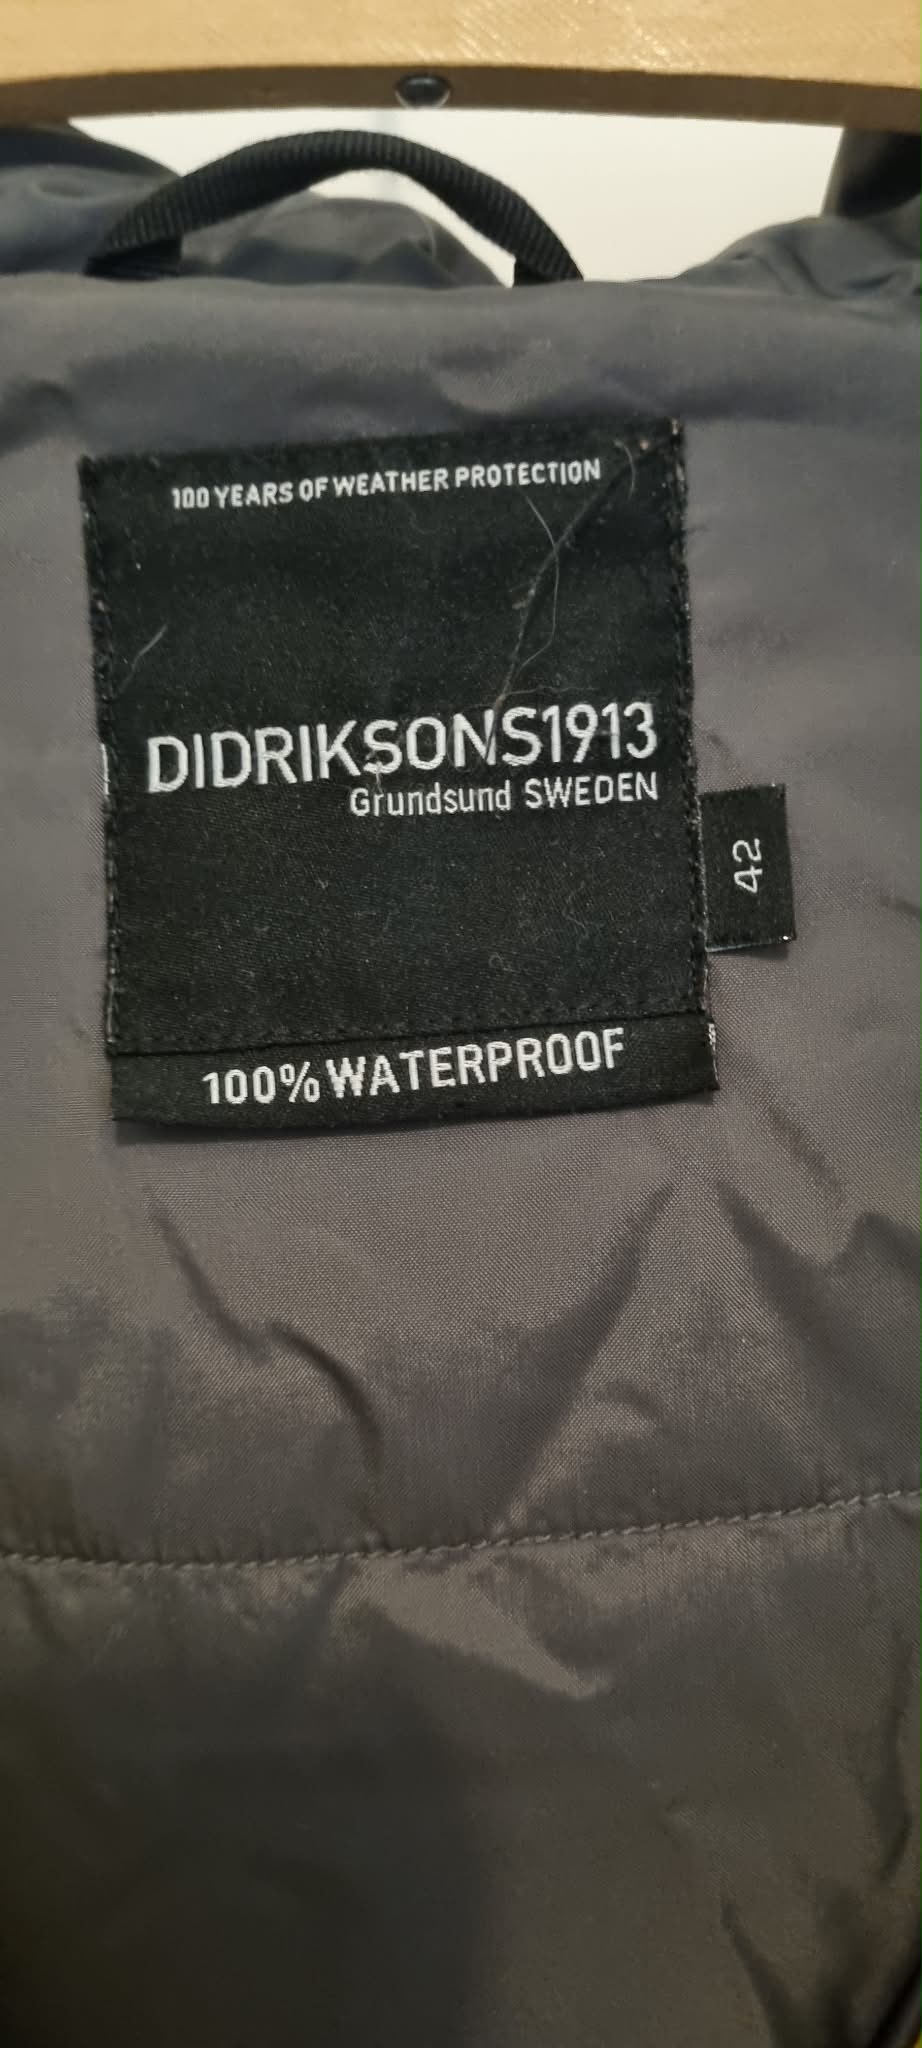 100 YEARS OF WEATHER PROTECTION
DIDRIKSONS1913
Grundsund SWEDEN
42
100% WATERPROOF